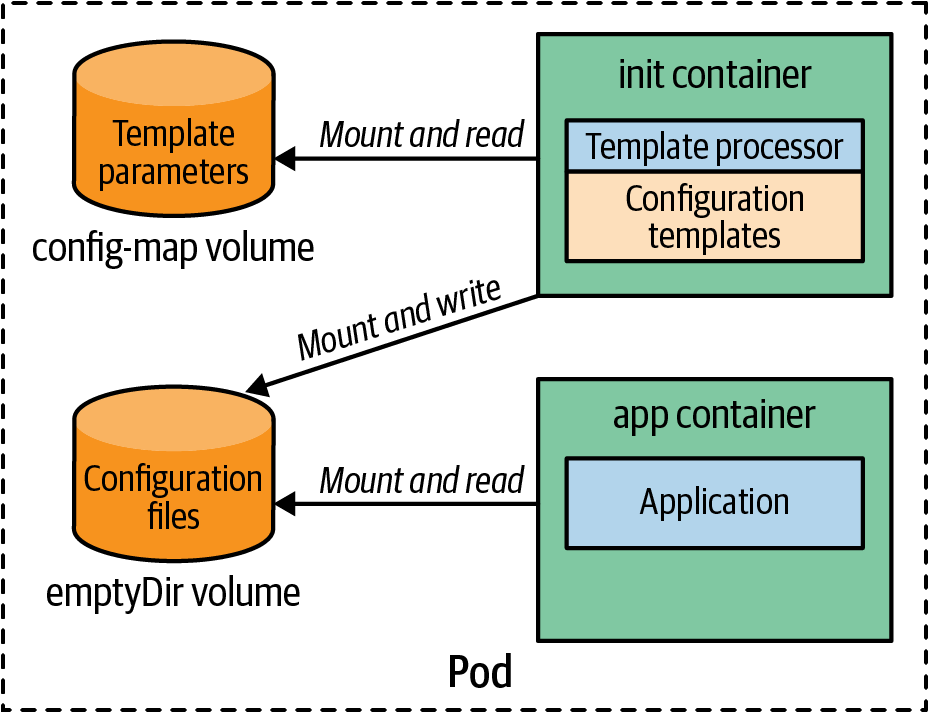 Template
parameters
config-map volume
Mount and read
init container
Template processor
Configuration
templates
Mount and write
Configuration
files
emptyDir volume
Mount and read
app container
Application
Pod